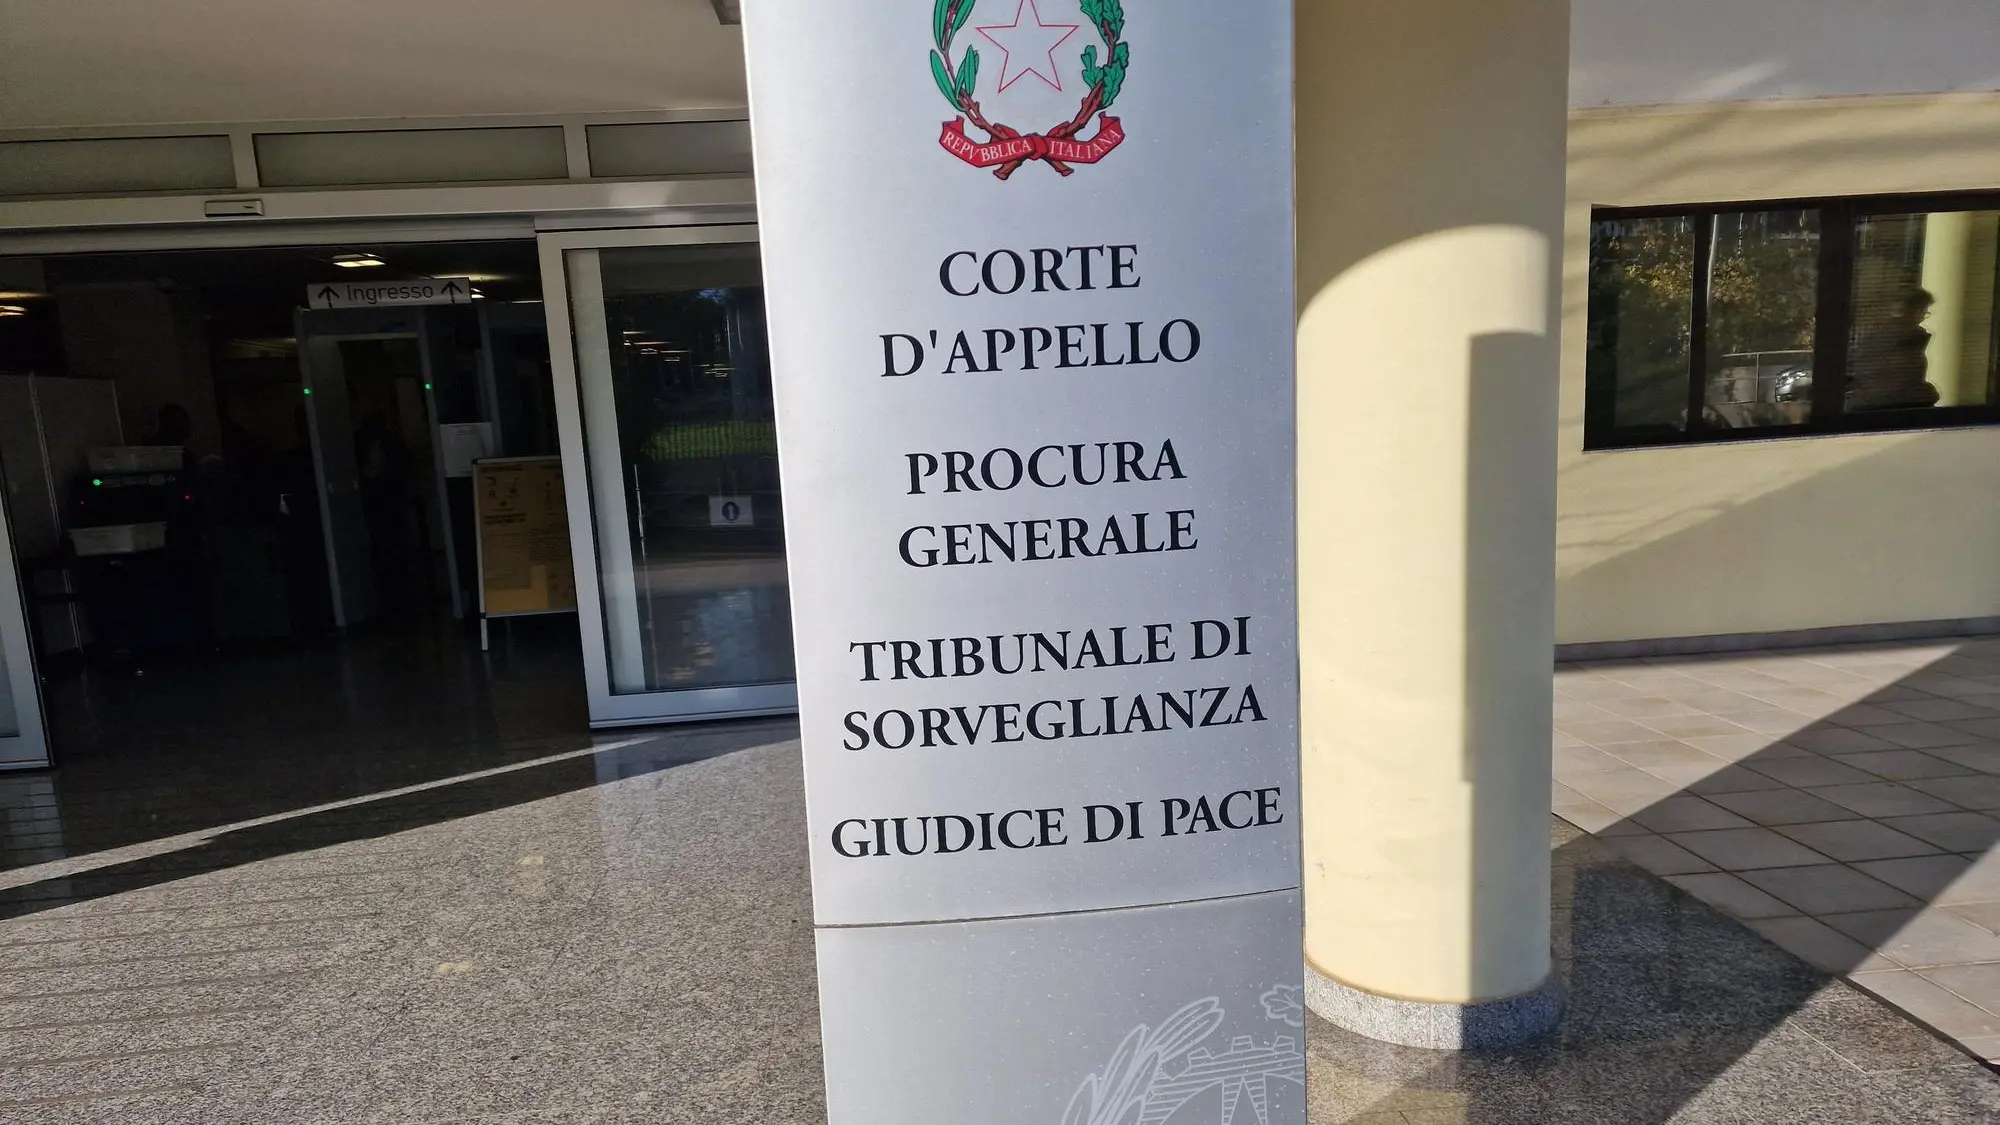 REPVBBLICA ITALIANA
CORTE
D'APPELLO
PROCURA
GENERALE
TRIBUNALE DI
SORVEGLIANZA
GIUDICE DI PACE
↑ Ingresso ↑